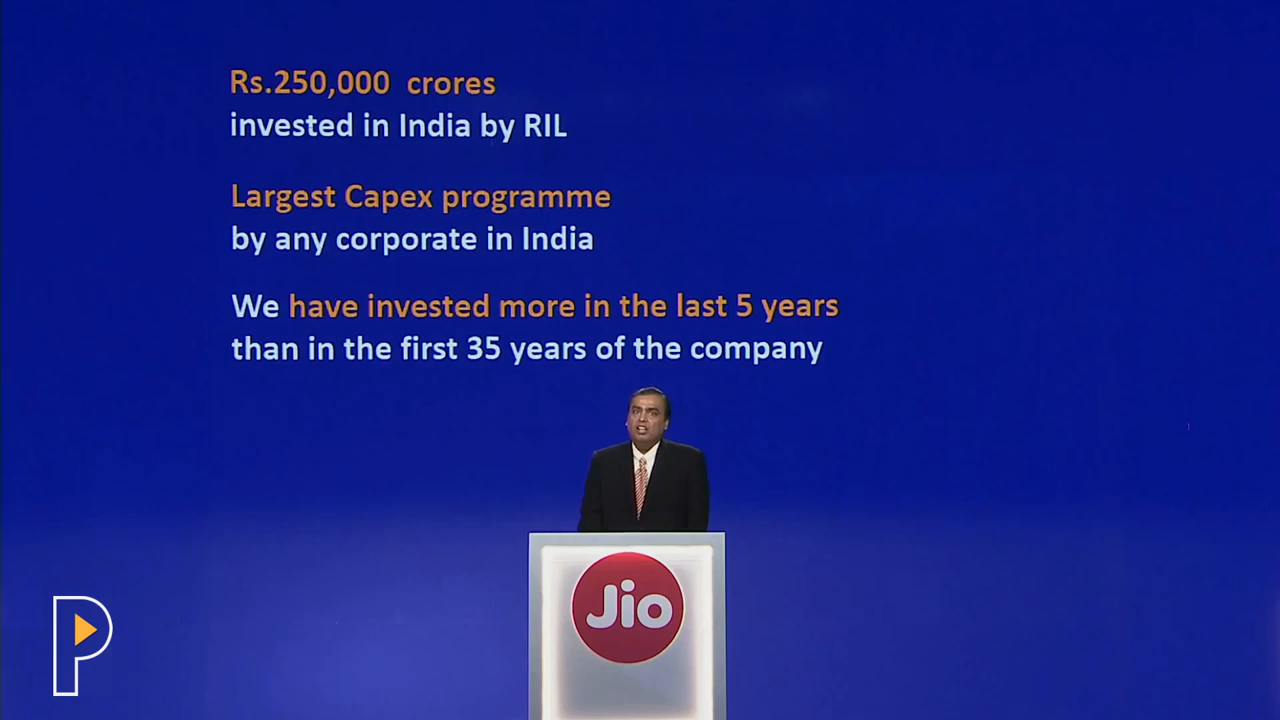 Rs.250,000 crores
invested in India by RIL
Largest Capex programme
by any corporate in India
We have invested more in the last 5 years
than in the first 35 years of the company
Jio
P